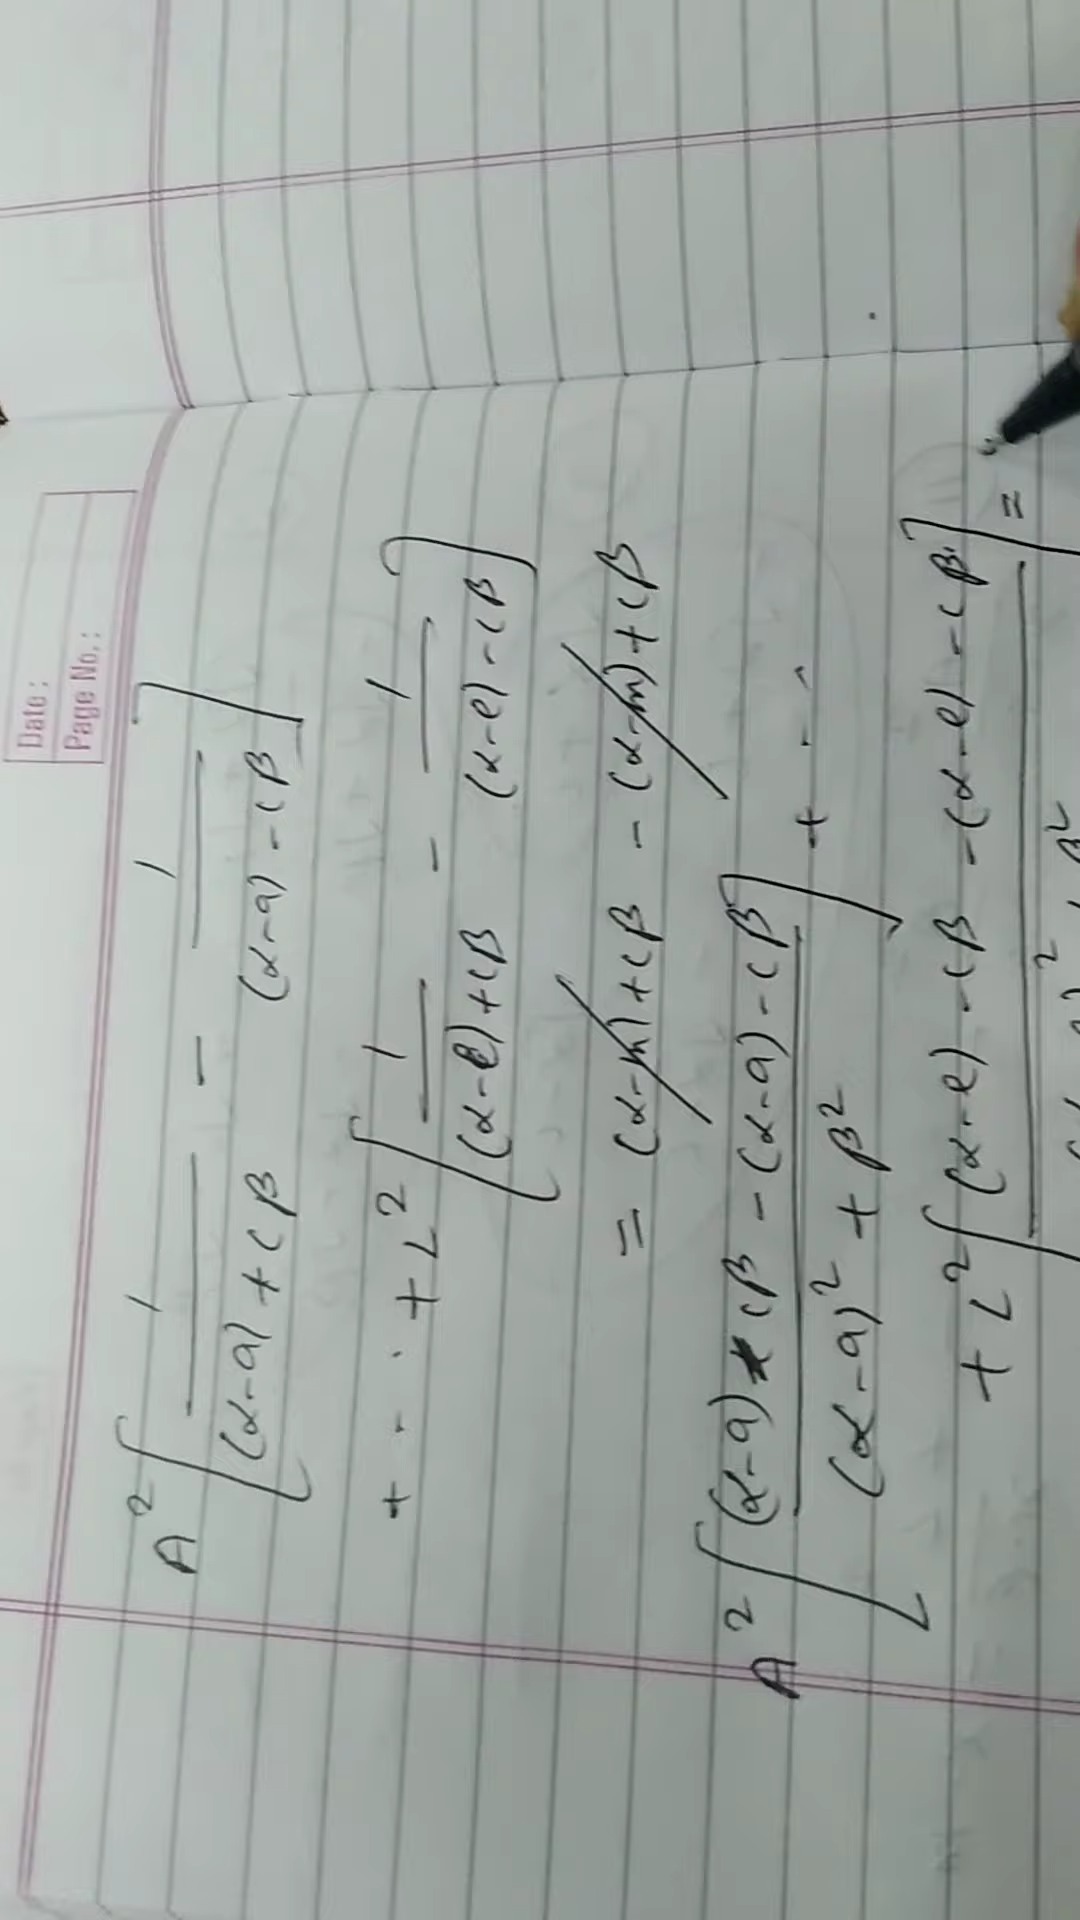 Date :
Page No. :
A² [ 1/((α-a) + iβ) - 1/((α-a) - iβ) ]
+ . . . + L² [ 1/((α-l) + iβ) - 1/((α-l) - iβ) ]
= (α-m) + iβ - (α-m) + iβ
A² [ ((α-a) - iβ - (α-a) - iβ)/((α-a)² + β²) ] + . . .
+ L² [ (α-l) - iβ - (α-l) - iβ ] =